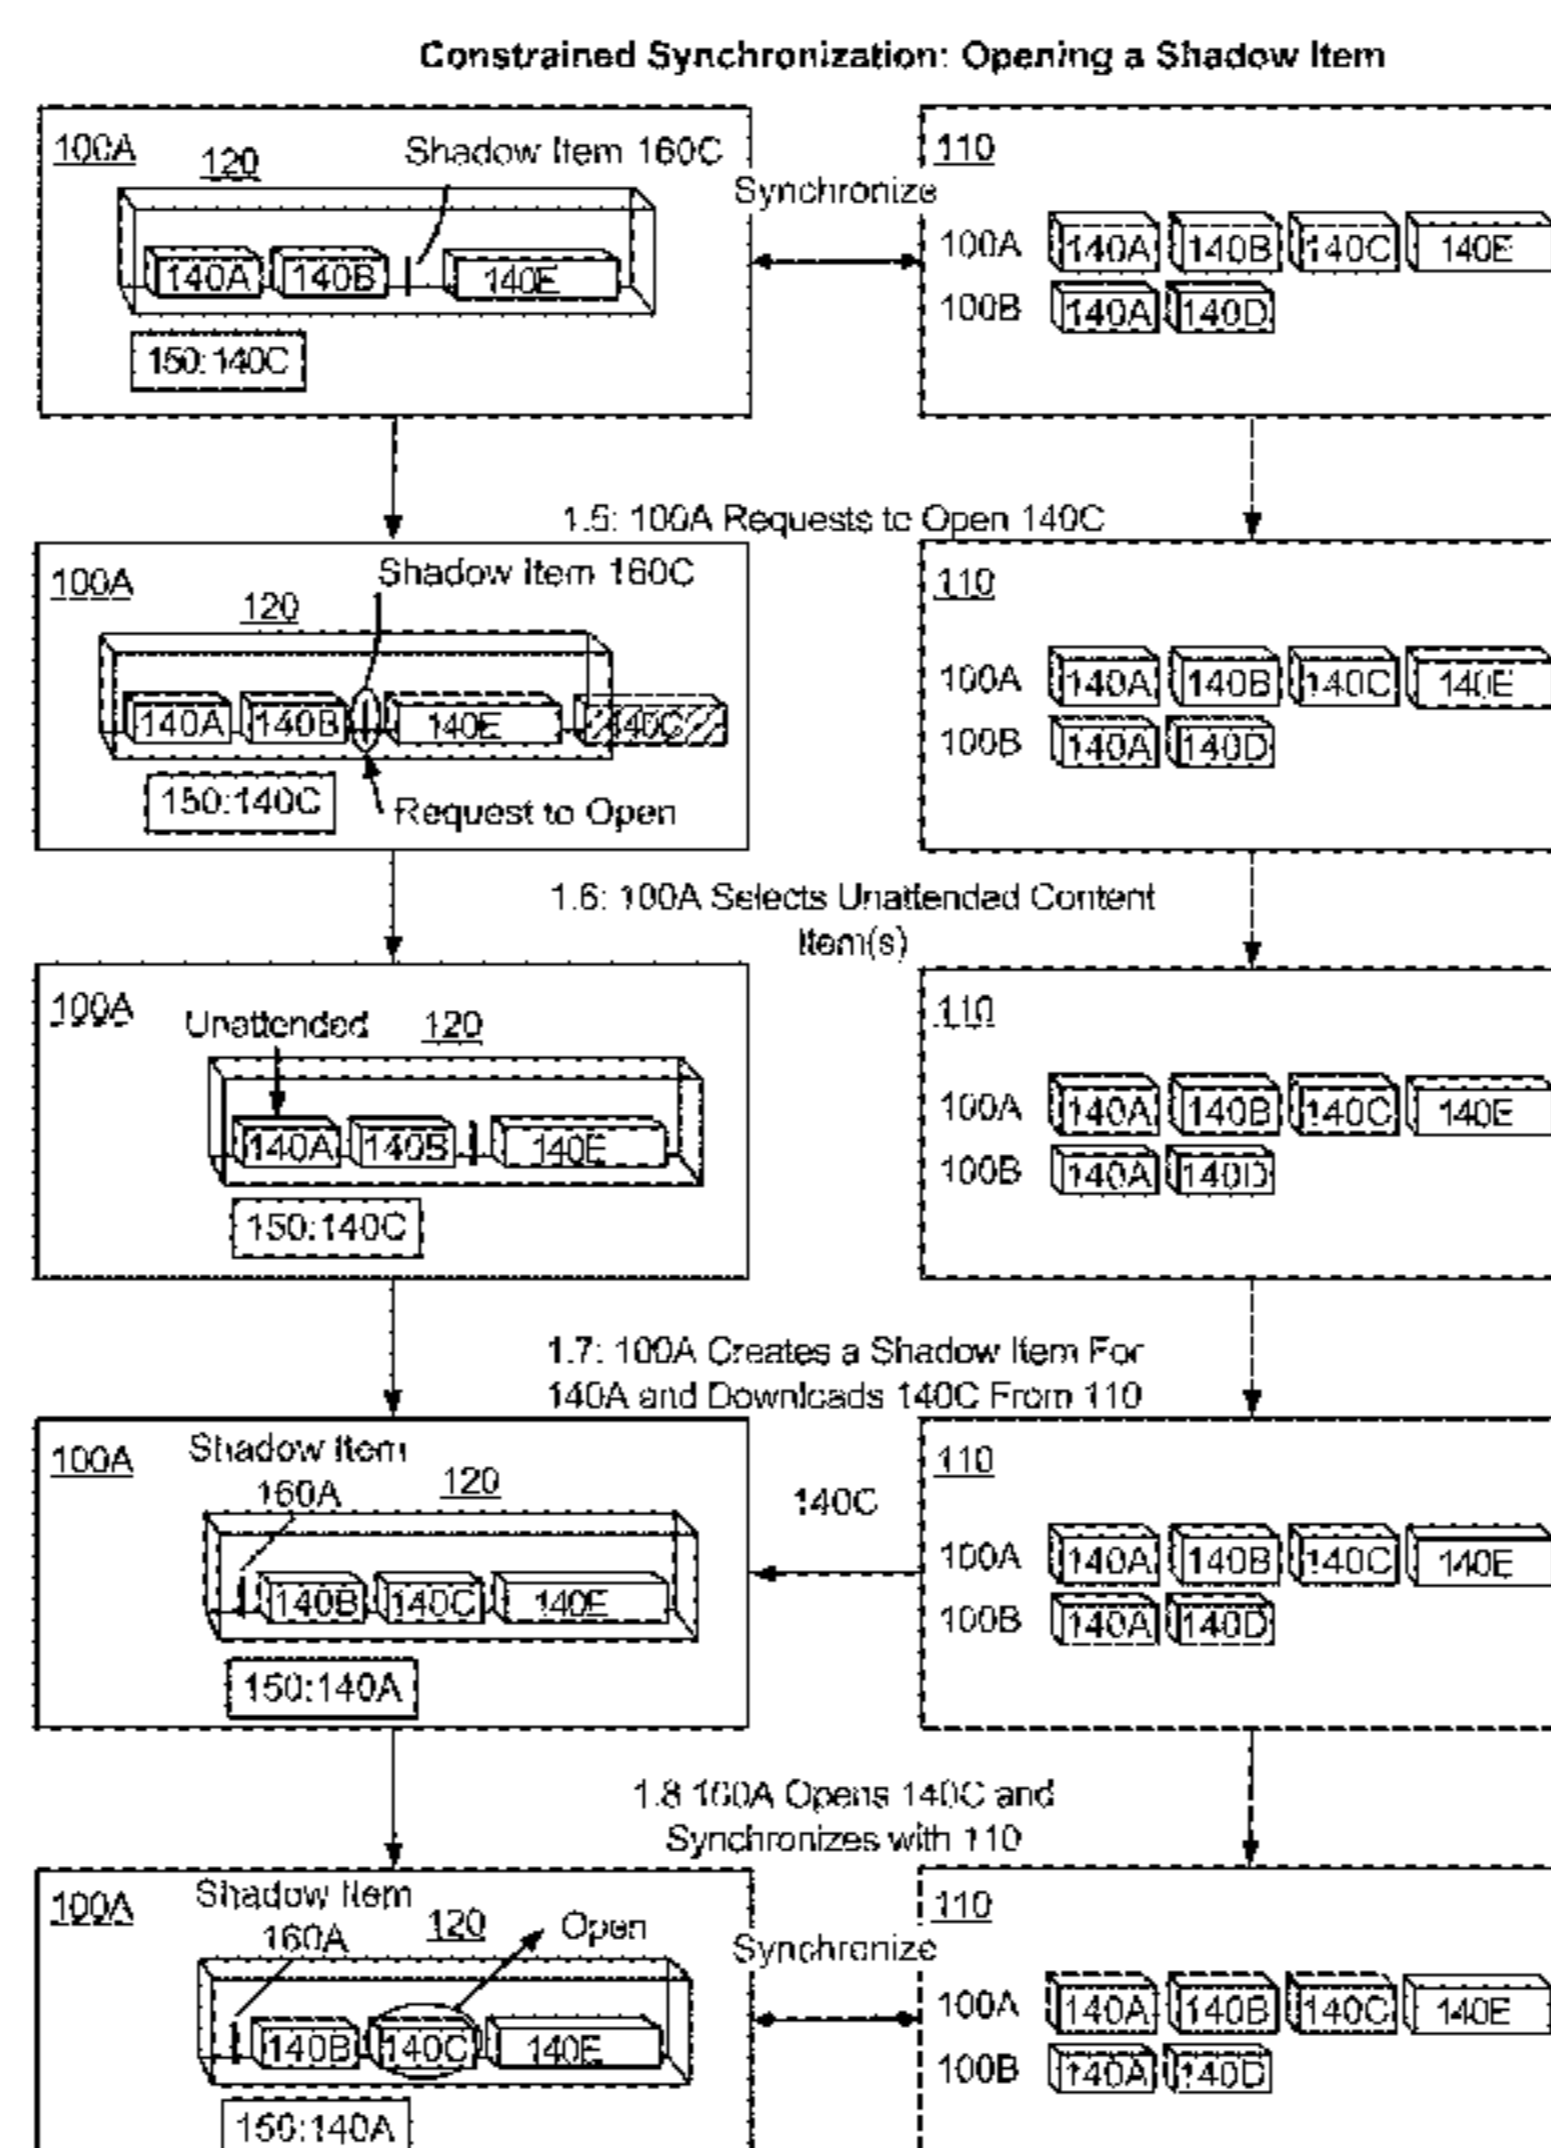 Constrained Synchronization: Opening a Shadow Item
100A
120
Shadow Item 160C
140A 140B 140E
150:140C
Synchronize
110
100A 140A 140B 140C 140E
100B 140A 140D
1.5: 100A Requests to Open 140C
100A
Shadow Item 160C
120
140A 140B 140E 140C
150:140C
Request to Open
110
100A 140A 140B 140C 140E
100B 140A 140D
1.6: 100A Selects Unattended Content
Item(s)
100A
Unattended
120
140A 140B 140E
150:140C
110
100A 140A 140B 140C 140E
100B 140A 140D
1.7: 100A Creates a Shadow Item For
140A and Downloads 140C From 110
100A
Shadow Item
160A
120
140B 140C 140E
150:140A
140C
110
100A 140A 140B 140C 140E
100B 140A 140D
1.8 100A Opens 140C and
Synchronizes with 110
100A
Shadow Item
160A
120
Open
140B 140C 140E
150:140A
Synchronize
110
100A 140A 140B 140C 140E
100B 140A 140D